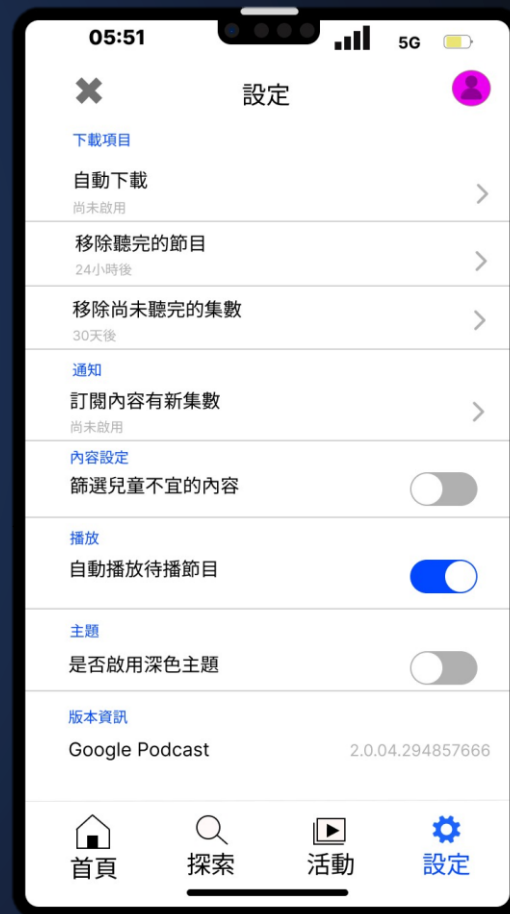 05:51
5G
設定
下載項目
自動下載
尚未啟用
移除聽完的節目
24小時後
移除尚未聽完的集數
30天後
通知
訂閱內容有新集數
尚未啟用
內容設定
篩選兒童不宜的內容
播放
自動播放待播節目
主題
是否啟用深色主題
版本資訊
Google Podcast 2.0.04.294857666
首頁 探索 活動 設定